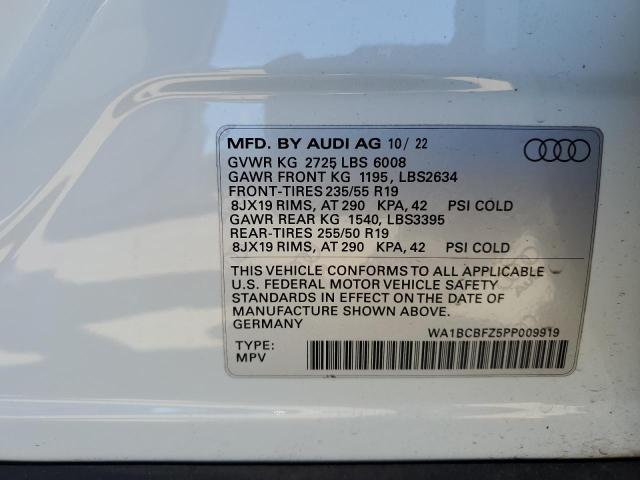 MFD. BY AUDI AG 10/ 22
GVWR KG 2725 LBS 6008
GAWR FRONT KG 1195, LBS2634
FRONT-TIRES 235/55 R19
8JX19 RIMS, AT 290 KPA, 42 PSI COLD
GAWR REAR KG 1540, LBS3395
REAR-TIRES 255/50 R19
8JX19 RIMS, AT 290 KPA, 42 PSI COLD
THIS VEHICLE CONFORMS TO ALL APPLICABLE
U.S. FEDERAL MOTOR VEHICLE SAFETY
STANDARDS IN EFFECT ON THE DATE OF
MANUFACTURE SHOWN ABOVE.
GERMANY
WA1BCBFZ5PP009919
TYPE:
MPV